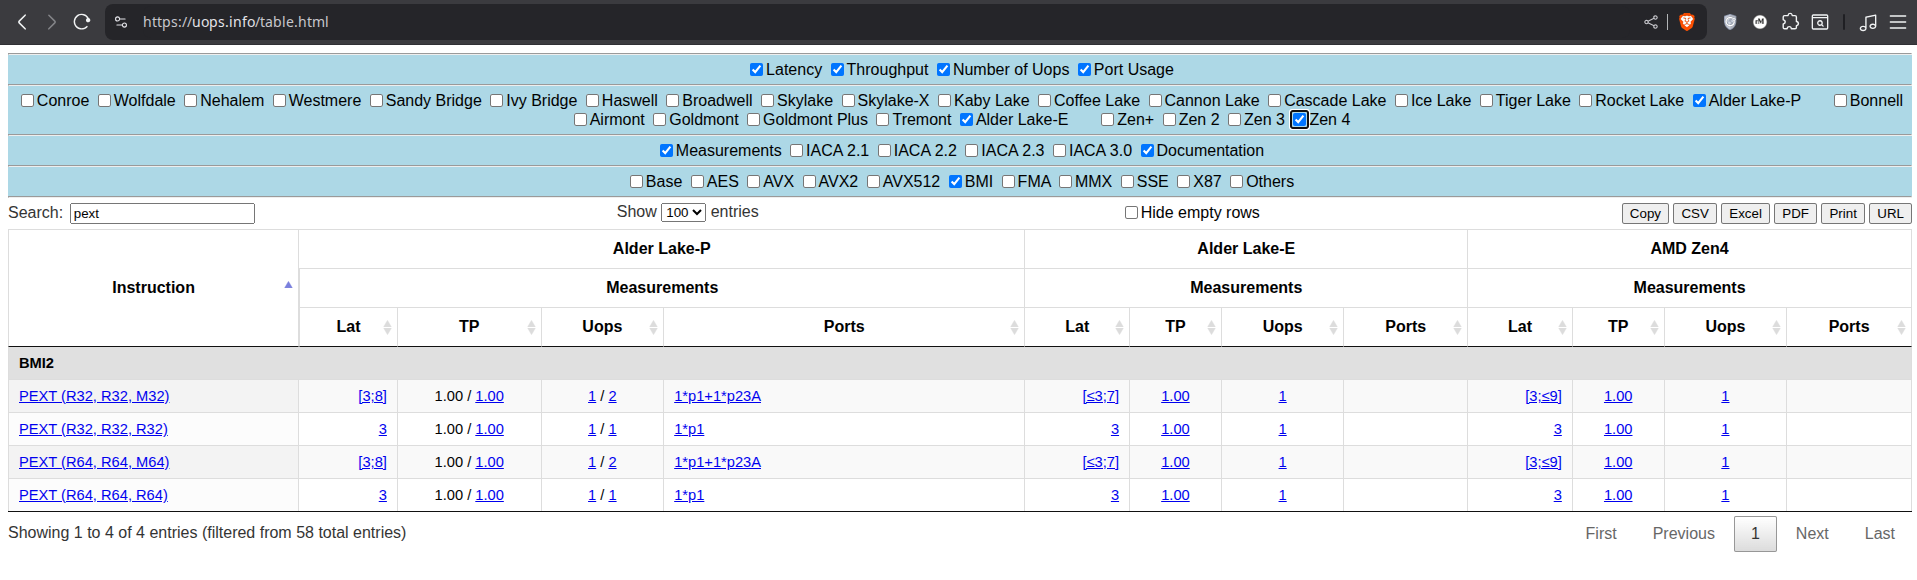 https://uops.info/table.html
Latency Throughput Number of Uops Port Usage
Conroe Wolfdale Nehalem Westmere Sandy Bridge Ivy Bridge Haswell Broadwell Skylake Skylake-X Kaby Lake Coffee Lake Cannon Lake Cascade Lake Ice Lake Tiger Lake Rocket Lake Alder Lake-P Bonnell
Airmont Goldmont Goldmont Plus Tremont Alder Lake-E Zen+ Zen 2 Zen 3 Zen 4
Measurements IACA 2.1 IACA 2.2 IACA 2.3 IACA 3.0 Documentation
Base AES AVX AVX2 AVX512 BMI FMA MMX SSE X87 Others
Search: pext Show 100 entries Hide empty rows Copy CSV Excel PDF Print URL
Alder Lake-P Alder Lake-E AMD Zen4
Instruction Measurements Measurements Measurements
Lat TP Uops Ports Lat TP Uops Ports Lat TP Uops Ports
BMI2
PEXT (R32, R32, M32) [3;8] 1.00 / 1.00 1 / 2 1*p1+1*p23A [≤3;7] 1.00 1 [3;≤9] 1.00 1
PEXT (R32, R32, R32) 3 1.00 / 1.00 1 / 1 1*p1 3 1.00 1 3 1.00 1
PEXT (R64, R64, M64) [3;8] 1.00 / 1.00 1 / 2 1*p1+1*p23A [≤3;7] 1.00 1 [3;≤9] 1.00 1
PEXT (R64, R64, R64) 3 1.00 / 1.00 1 / 1 1*p1 3 1.00 1 3 1.00 1
Showing 1 to 4 of 4 entries (filtered from 58 total entries) First Previous 1 Next Last